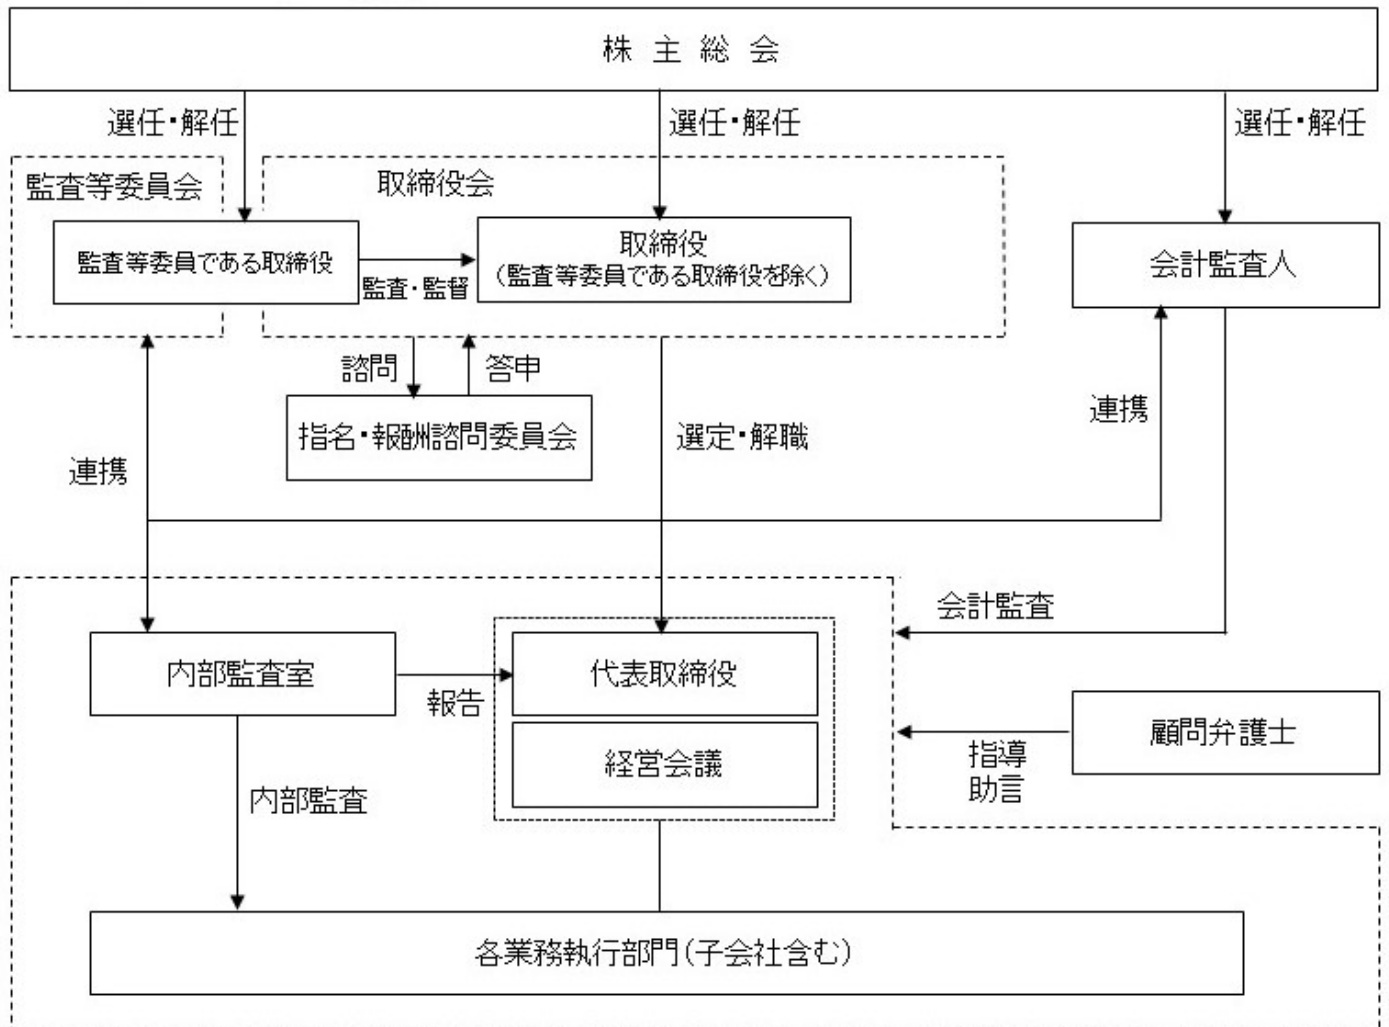 株主総会
選任・解任
選任・解任
選任・解任
監査等委員会
取締役会
監査等委員である取締役
監査・監督
取締役
(監査等委員である取締役を除く)
会計監査人
諮問
答申
連携
指名・報酬諮問委員会
選定・解職
連携
会計監査
内部監査室
報告
代表取締役
経営会議
顧問弁護士
指導
助言
内部監査
各業務執行部門(子会社含む)